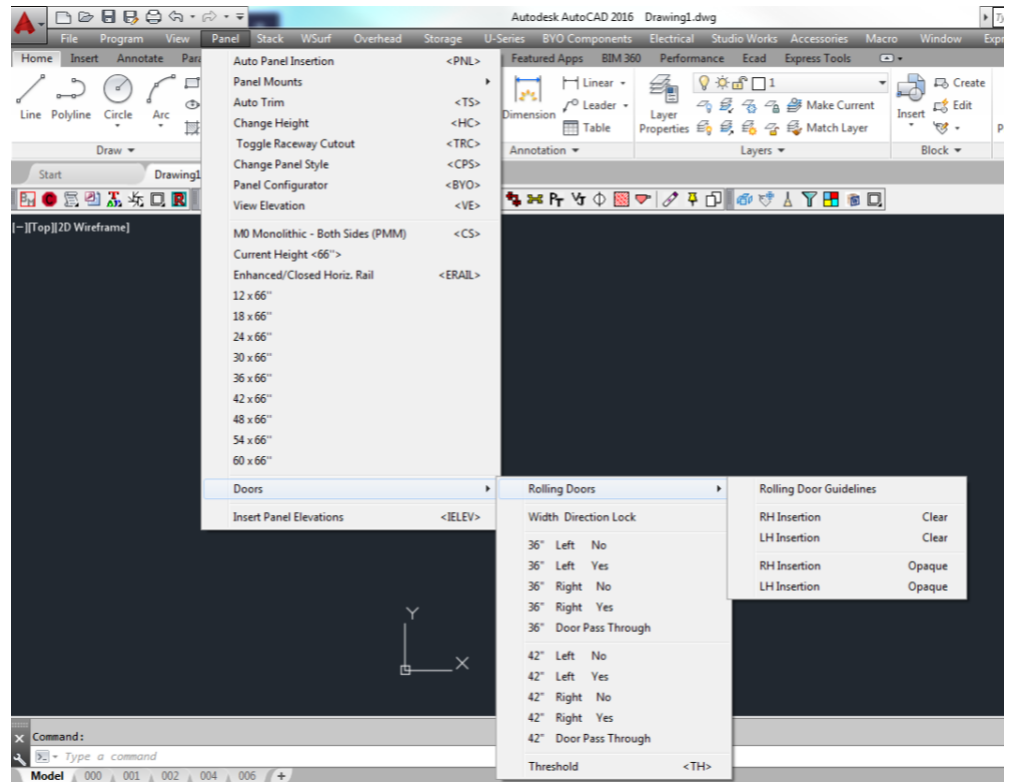 Autodesk AutoCAD 2016 Drawing1.dwg
File Program View Panel Stack WSurf Overhead Storage U-Series BYO Components Electrical Studio Works Accessories Macro Window
Home Insert Annotate Featured Apps BIM 360 Performance Ecad Express Tools
Line Polyline Circle Arc
Draw
Dimension
Linear
Leader
Table
Annotation
Layer
Properties
1
Make Current
Match Layer
Layers
Insert
Create
Edit
Block
Start Drawing1
[−][Top][2D Wireframe]
Auto Panel Insertion <PNL>
Panel Mounts
Auto Trim <TS>
Change Height <HC>
Toggle Raceway Cutout <TRC>
Change Panel Style <CPS>
Panel Configurator <BYO>
View Elevation <VE>
M0 Monolithic - Both Sides (PMM) <CS>
Current Height <66">
Enhanced/Closed Horiz. Rail <ERAIL>
12 x 66"
18 x 66"
24 x 66"
30 x 66"
36 x 66"
42 x 66"
48 x 66"
54 x 66"
60 x 66"
Doors
Insert Panel Elevations <IELEV>
Rolling Doors
Width Direction Lock
36" Left No
36" Left Yes
36" Right No
36" Right Yes
36" Door Pass Through
42" Left No
42" Left Yes
42" Right No
42" Right Yes
42" Door Pass Through
Threshold <TH>
Rolling Door Guidelines
RH Insertion Clear
LH Insertion Clear
RH Insertion Opaque
LH Insertion Opaque
Y
X
Command:
Type a command
Model 000 001 002 004 006 +